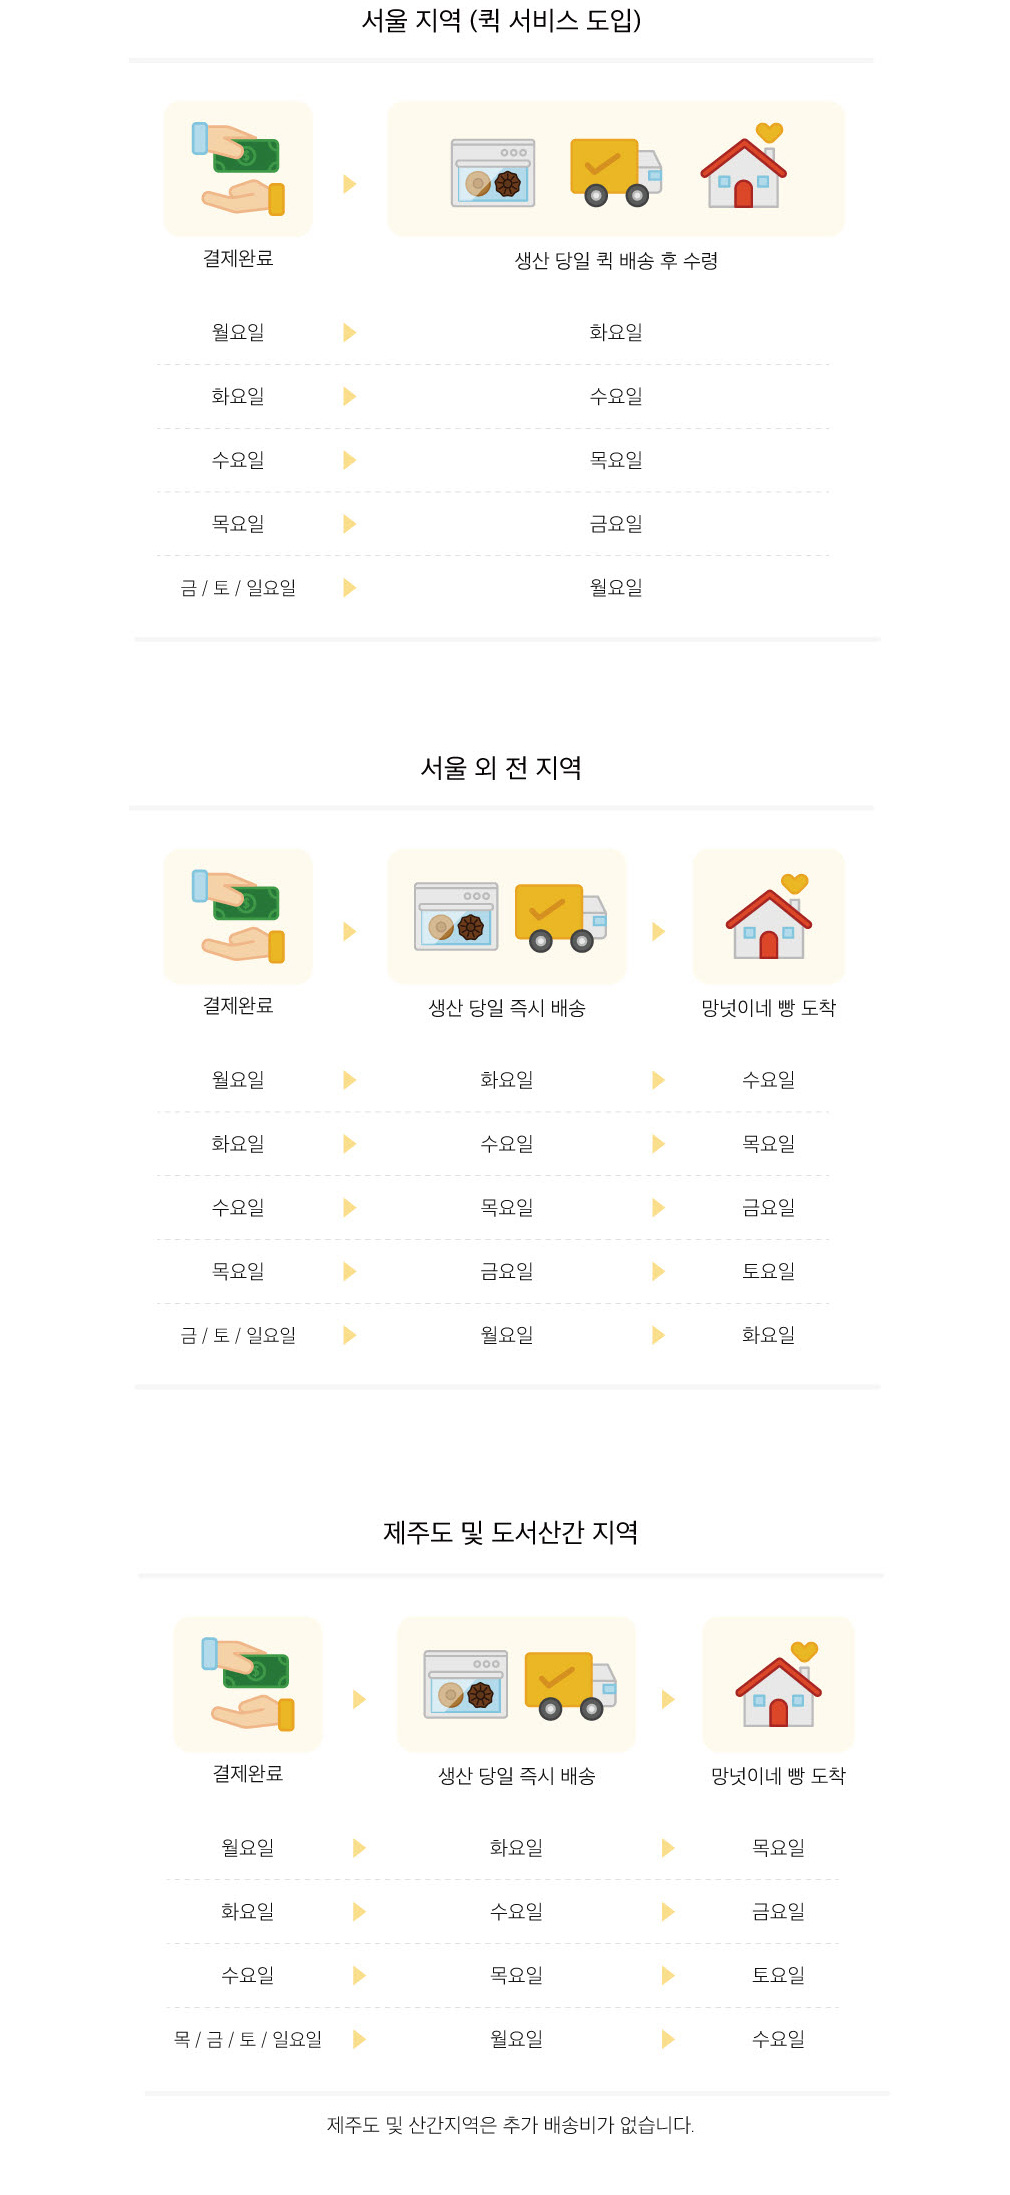 서울 지역 (퀵 서비스 도입)
결제완료
생산 당일 퀵 배송 후 수령
월요일 화요일
화요일 수요일
수요일 목요일
목요일 금요일
금 / 토 / 일요일 월요일
서울 외 전 지역
결제완료 생산 당일 즉시 배송 망넛이네 빵 도착
월요일 화요일 수요일
화요일 수요일 목요일
수요일 목요일 금요일
목요일 금요일 토요일
금 / 토 / 일요일 월요일 화요일
제주도 및 도서산간 지역
결제완료 생산 당일 즉시 배송 망넛이네 빵 도착
월요일 화요일 목요일
화요일 수요일 금요일
수요일 목요일 토요일
목 / 금 / 토 / 일요일 월요일 수요일
제주도 및 산간지역은 추가 배송비가 없습니다.